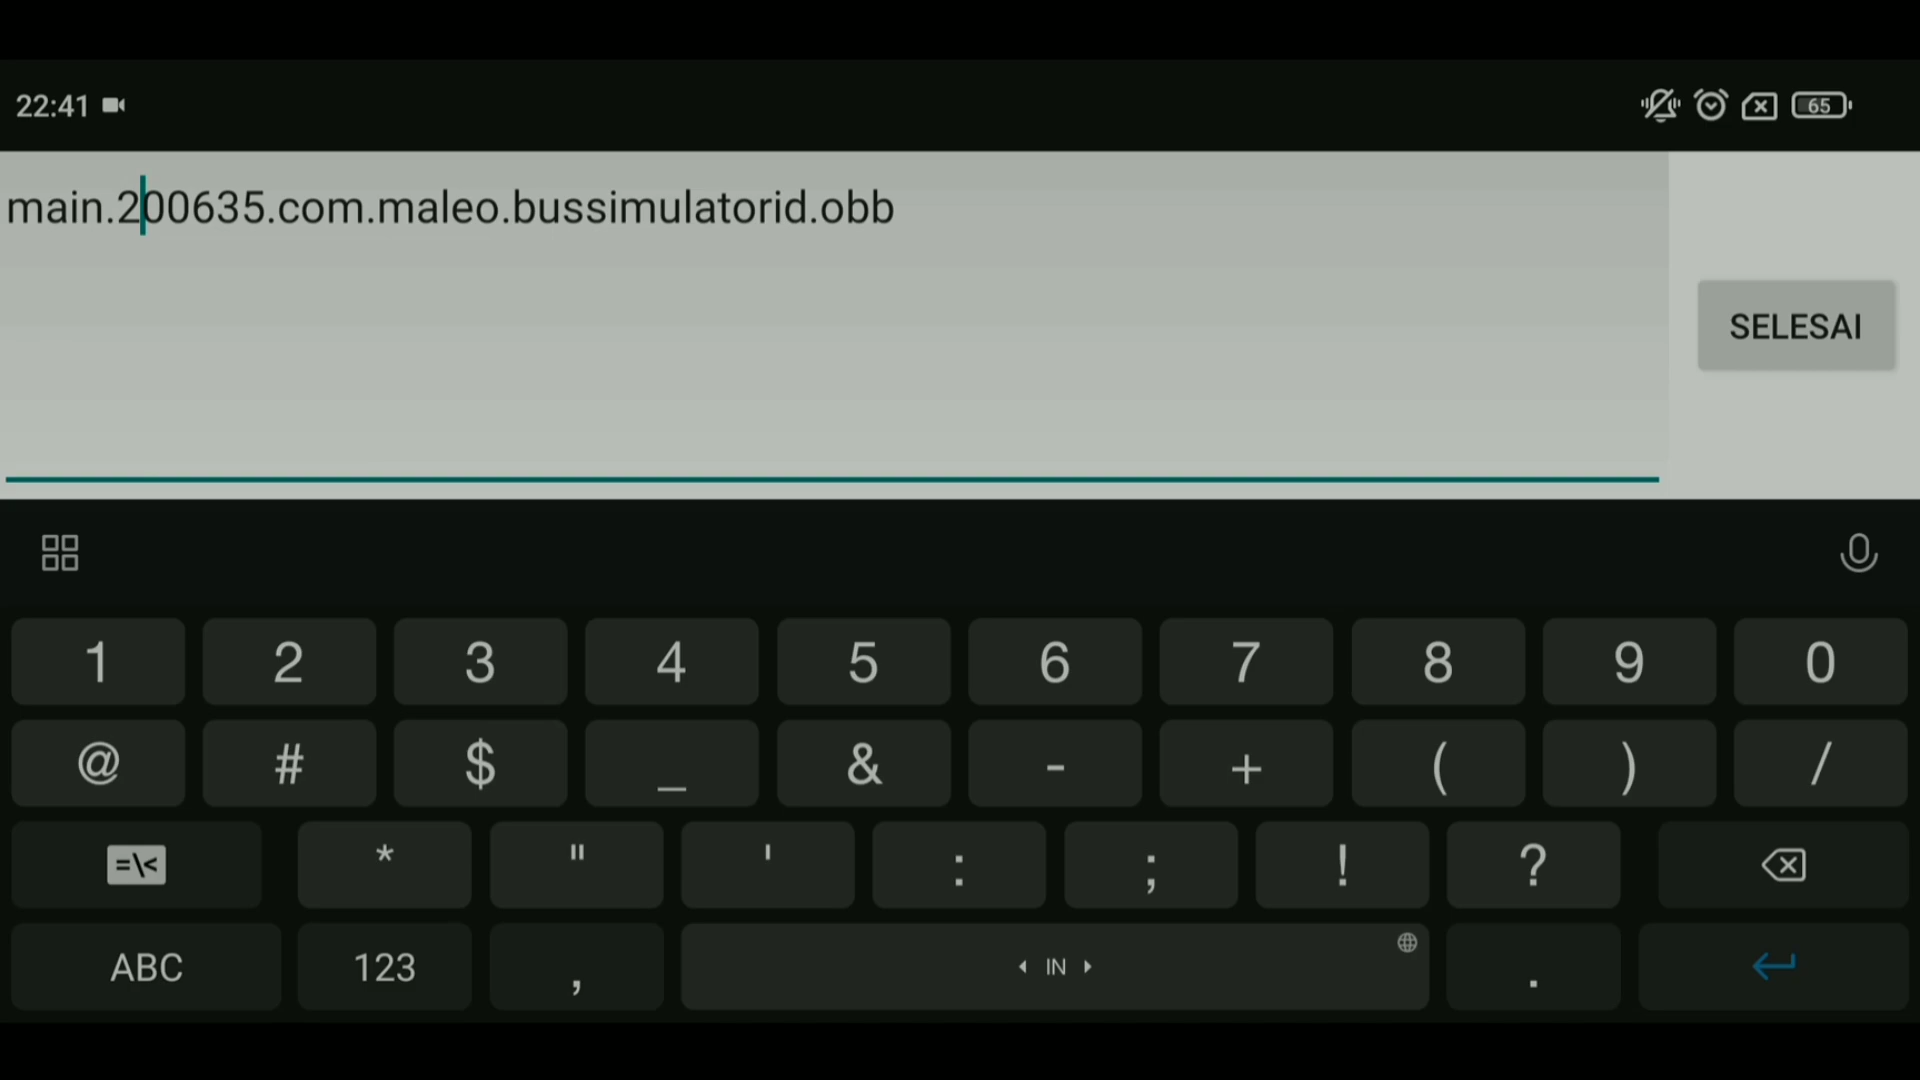 22:41
65
main.200635.com.maleo.bussimulatorid.obb
SELESAI
1 2 3 4 5 6 7 8 9 0
@ # $ _ & - + ( ) /
=\< * " ' : ; ! ?
ABC 123 , IN .